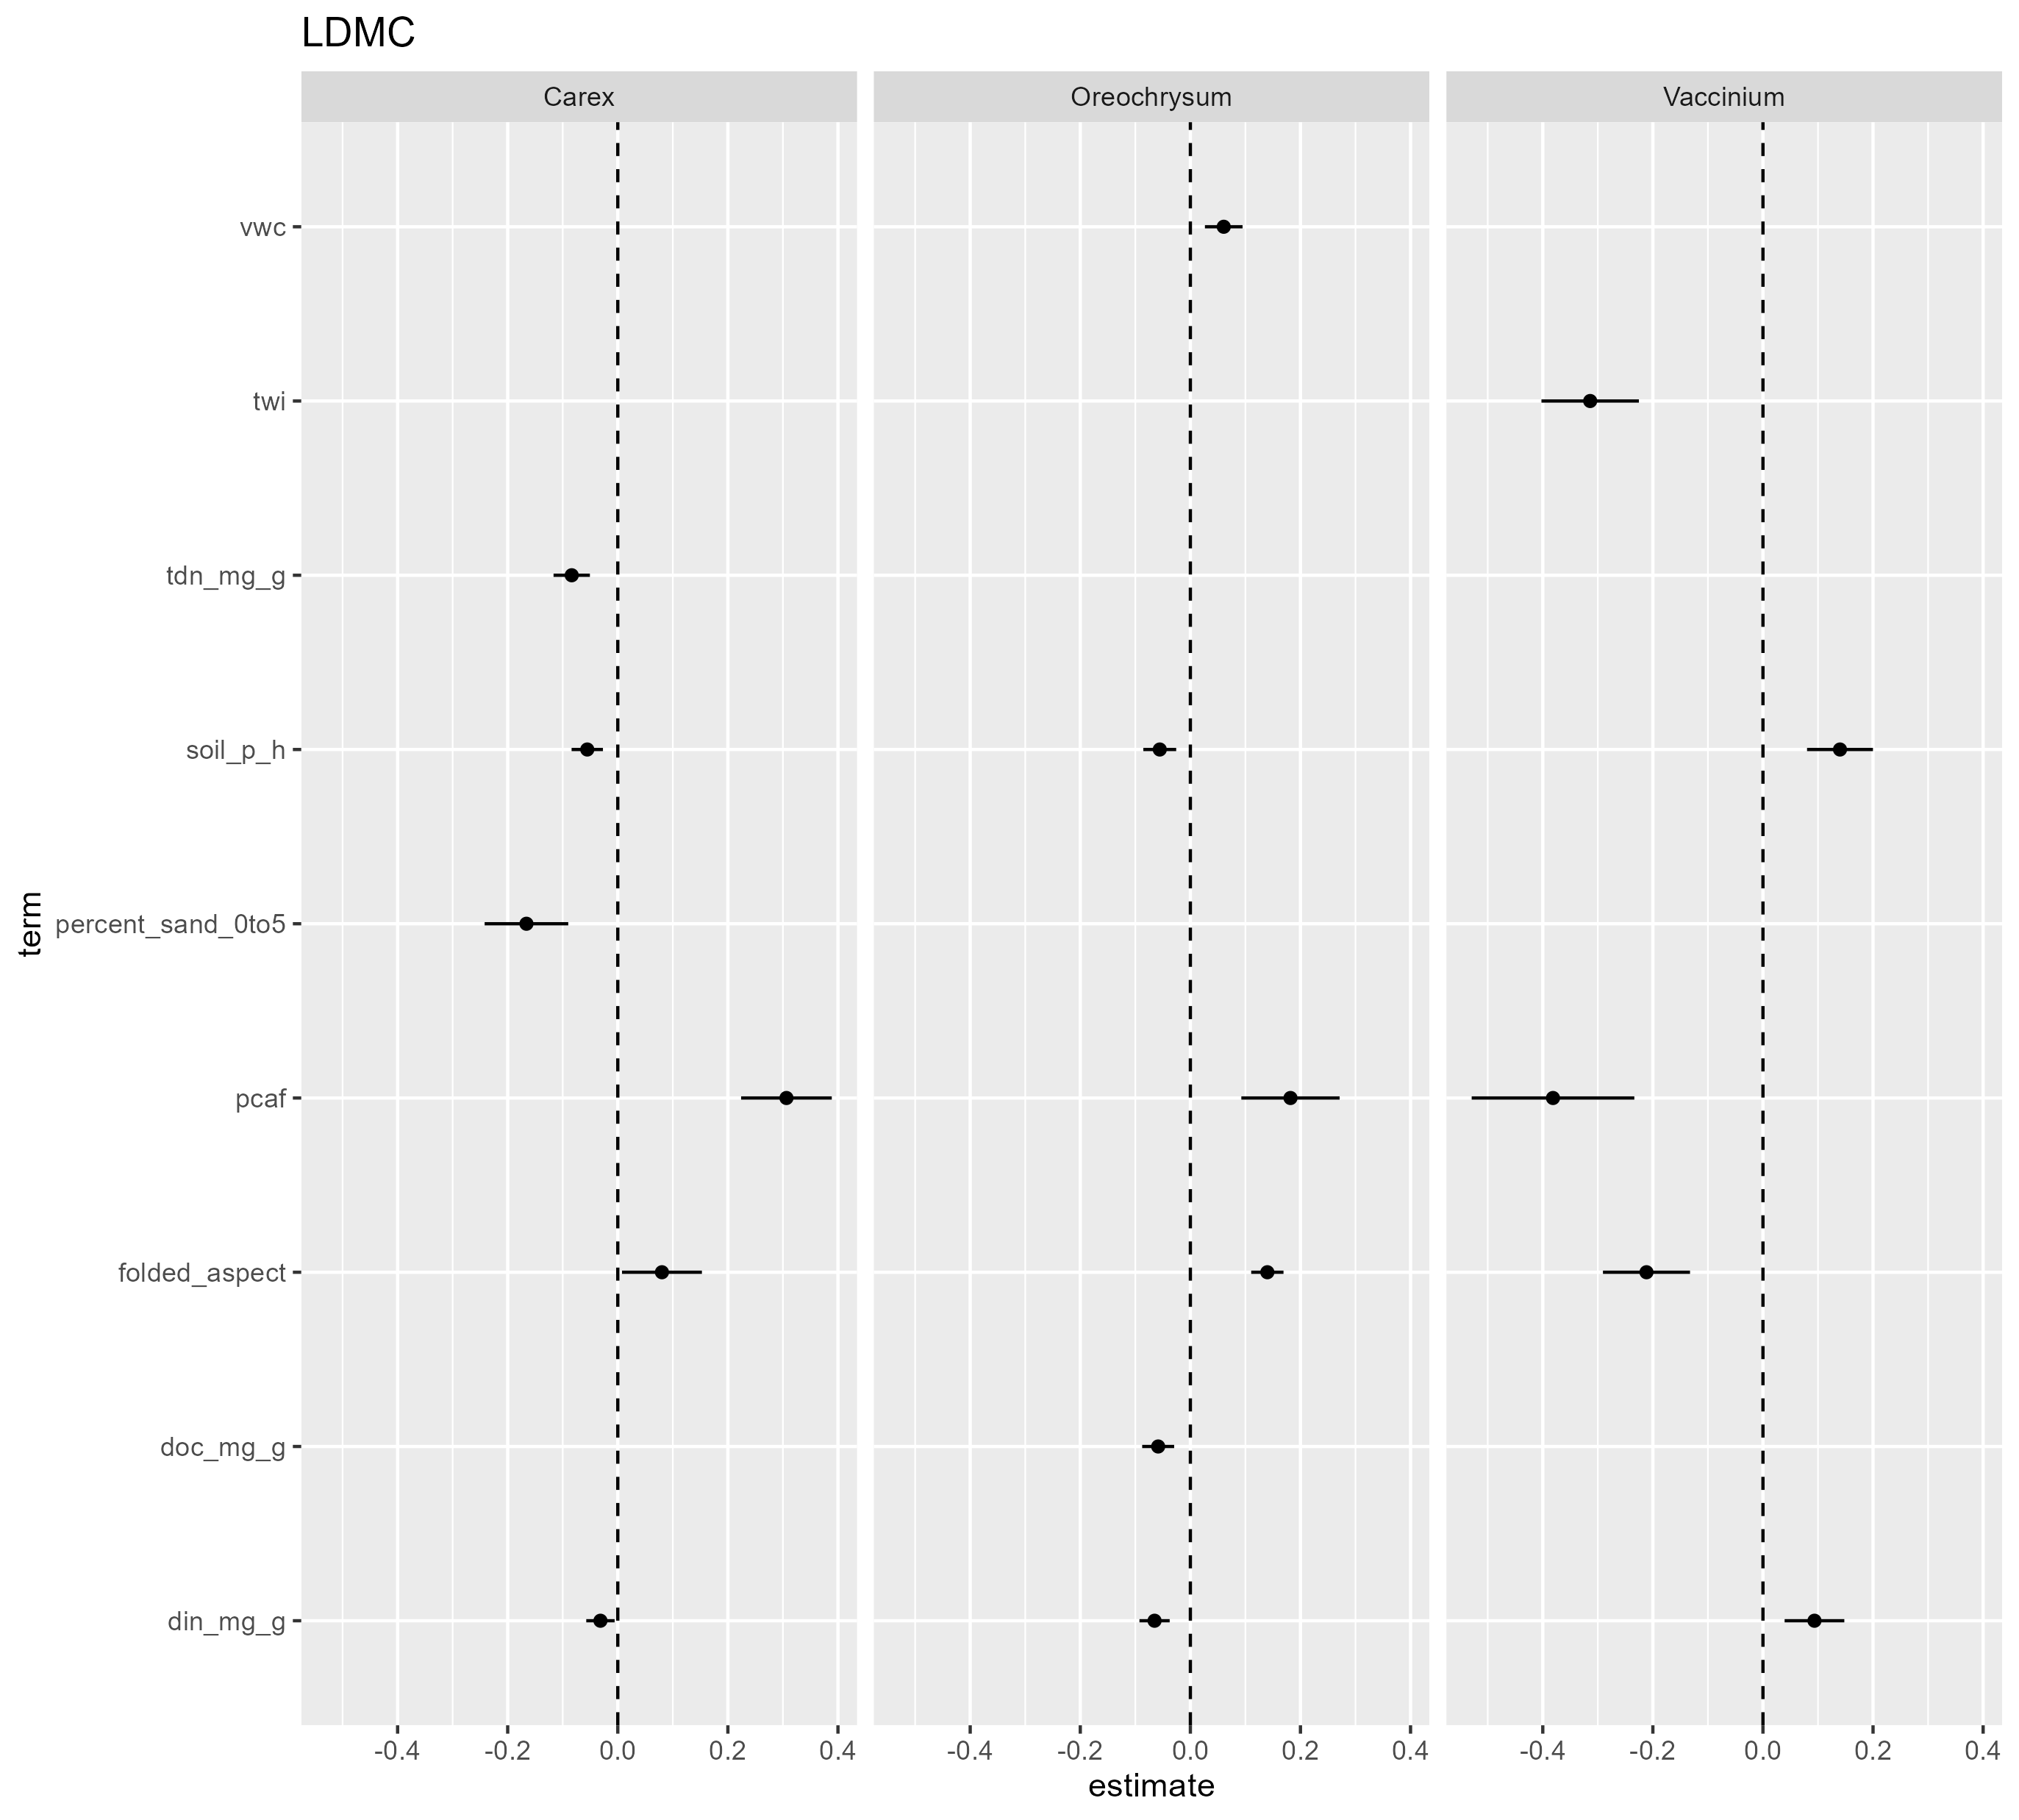 LDMC
Carex Oreochrysum Vaccinium
vwc
twi
tdn_mg_g
soil_p_h
percent_sand_0to5
pcaf
folded_aspect
doc_mg_g
din_mg_g
term
-0.4 -0.2 0.0 0.2 0.4 -0.4 -0.2 0.0 0.2 0.4 -0.4 -0.2 0.0 0.2 0.4
estimate